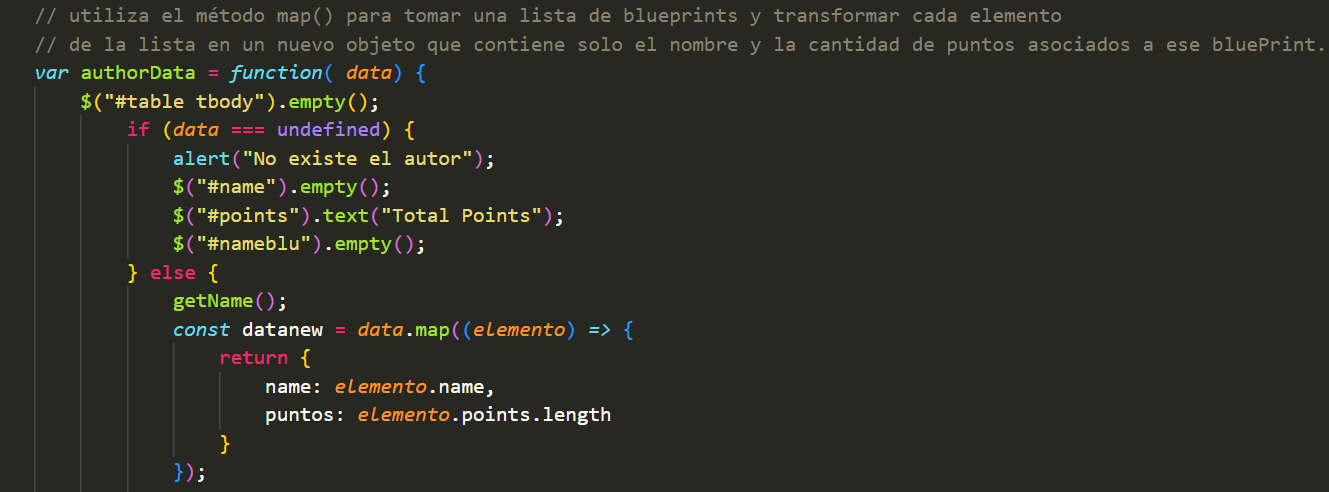 // utiliza el método map() para tomar una lista de blueprints y transformar cada elemento
// de la lista en un nuevo objeto que contiene solo el nombre y la cantidad de puntos asociados a ese bluePrint.
var authorData = function( data) {
    $("#table tbody").empty();
        if (data === undefined) {
            alert("No existe el autor");
            $("#name").empty();
            $("#points").text("Total Points");
            $("#nameblu").empty();
        } else {
            getName();
            const datanew = data.map((elemento) => {
                return {
                    name: elemento.name,
                    puntos: elemento.points.length
                }
            });